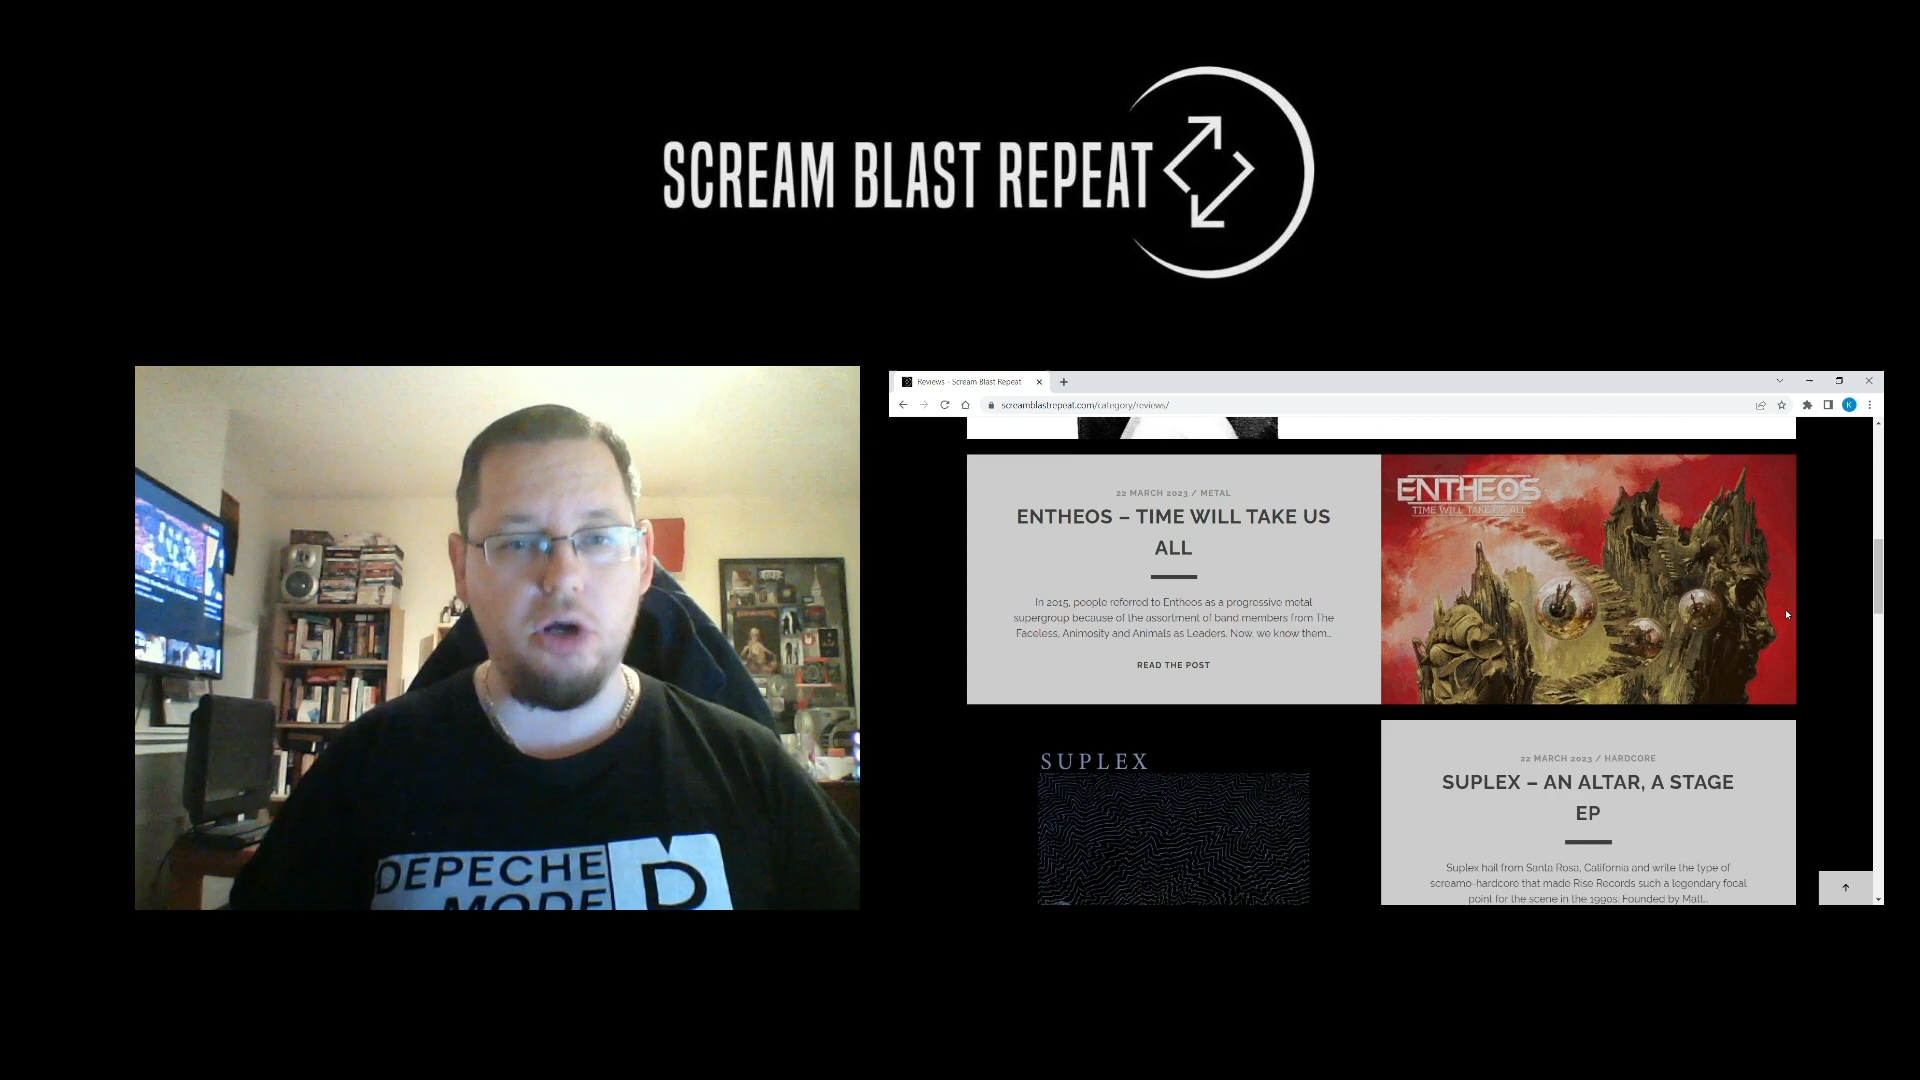 SCREAM BLAST REPEAT
Reviews - Scream Blast Repeat
screamblastrepeat.com/category/reviews/
K
22 MARCH 2023 / METAL
ENTHEOS – TIME WILL TAKE US
ALL
In 2015, people referred to Entheos as a progressive metal
supergroup because of the assortment of band members from The
Faceless, Animosity and Animals as Leaders. Now, we know them...
READ THE POST
ENTHEOS
TIME WILL TAKE US ALL
SUPLEX
22 MARCH 2023 / HARDCORE
SUPLEX – AN ALTAR, A STAGE
EP
Suplex hail from Santa Rosa, California and write the type of
screamo-hardcore that made Rise Records such a legendary focal
point for the scene in the 1990s. Founded by Matt...
DEPECHE
MODE
D